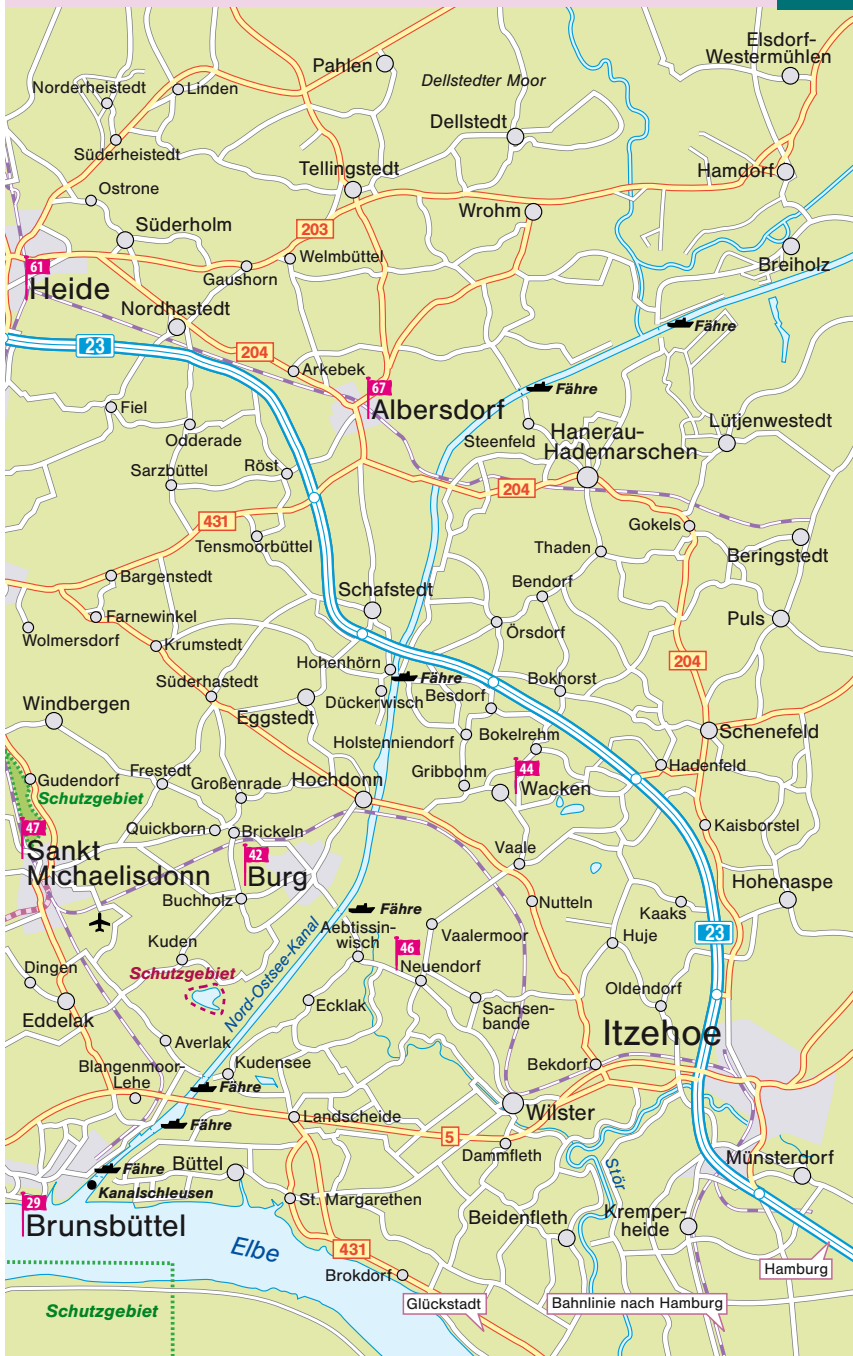 Elsdorf-
Westermühlen
Pahlen
Dellstedter Moor
Norderheistedt
Linden
Dellstedt
Süderheistedt
Tellingstedt
Hamdorf
Ostrone
Wrohm
Süderholm
203
Welmbüttel
Breiholz
61
Heide
Gaushorn
Nordhastedt
Fähre
23
204
Arkebek
67
Albersdorf
Fähre
Fiel
Odderade
Steenfeld
Hanerau-
Hademarschen
Lütjenwestedt
Sarzbüttel
Röst
204
431
Gokels
Tensmoorbüttel
Thaden
Beringstedt
Bargenstedt
Bendorf
Schafstedt
Farnewinkel
Puls
Wolmersdorf
Krumstedt
Örsdorf
Hohenhörn
204
Fähre
Süderhastedt
Dückerwisch
Besdorf
Bokhorst
Windbergen
Eggstedt
Schenefeld
Holstenniendorf
Bokelrehm
Gudendorf
Frestedt
Großenrade
Hochdonn
Gribbohm
44
Wacken
Hadenfeld
Schutzgebiet
47
Sankt
Michaelisdonn
Quickborn
Brickeln
Kaisborstel
42
Burg
Vaale
Hohenaspe
Buchholz
Fähre
Nutteln
Kaaks
Aebtissin-
wisch
Vaalermoor
Huje
23
Kuden
46
Neuendorf
Dingen
Schutzgebiet
Nord-Ostsee-Kanal
Ecklak
Sachsen-
bande
Oldendorf
Eddelak
Itzehoe
Averlak
Blangenmoor-
Lehe
Kudensee
Bekdorf
Fähre
Landscheide
Wilster
Fähre
5
Dammfleth
Fähre
Büttel
Stör
Münsterdorf
Kanalschleusen
29
Brunsbüttel
St. Margarethen
Beidenfleth
Kremper-
heide
Elbe
431
Hamburg
Brokdorf
Glückstadt
Bahnlinie nach Hamburg
Schutzgebiet